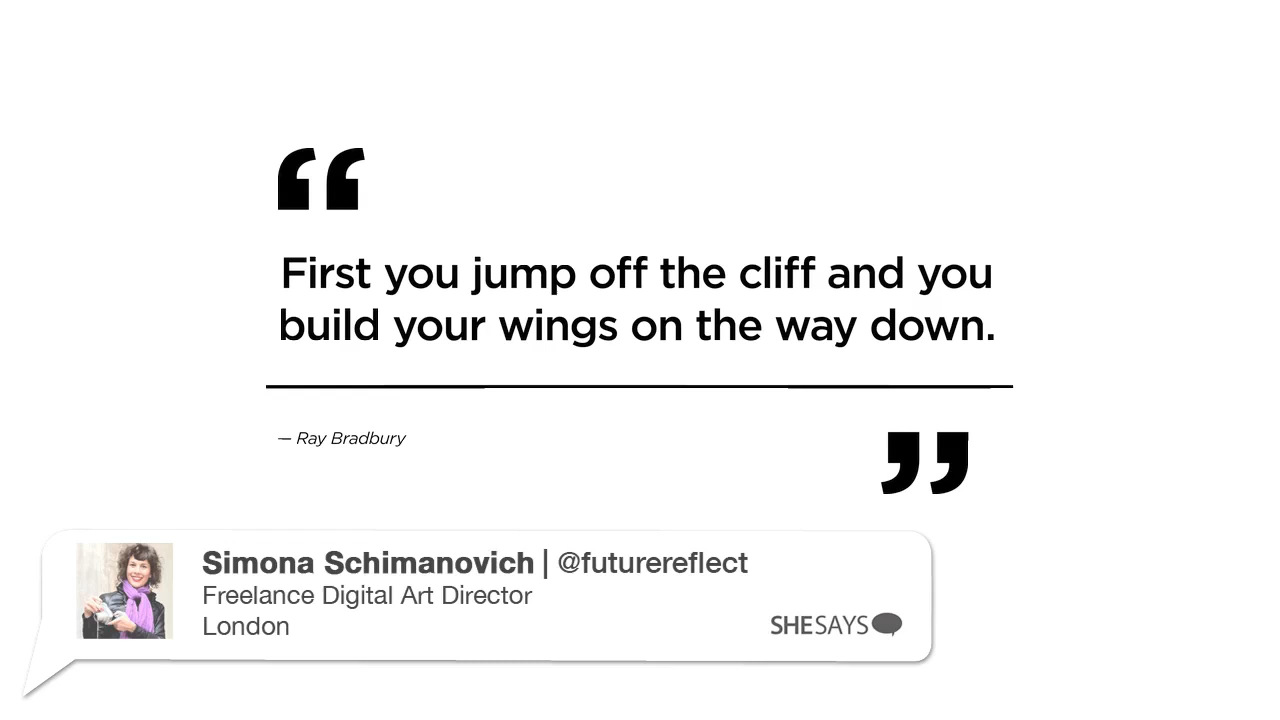 “
First you jump off the cliff and you
build your wings on the way down.
— Ray Bradbury
”
Simona Schimanovich | @futurereflect
Freelance Digital Art Director
London
SHESAYS